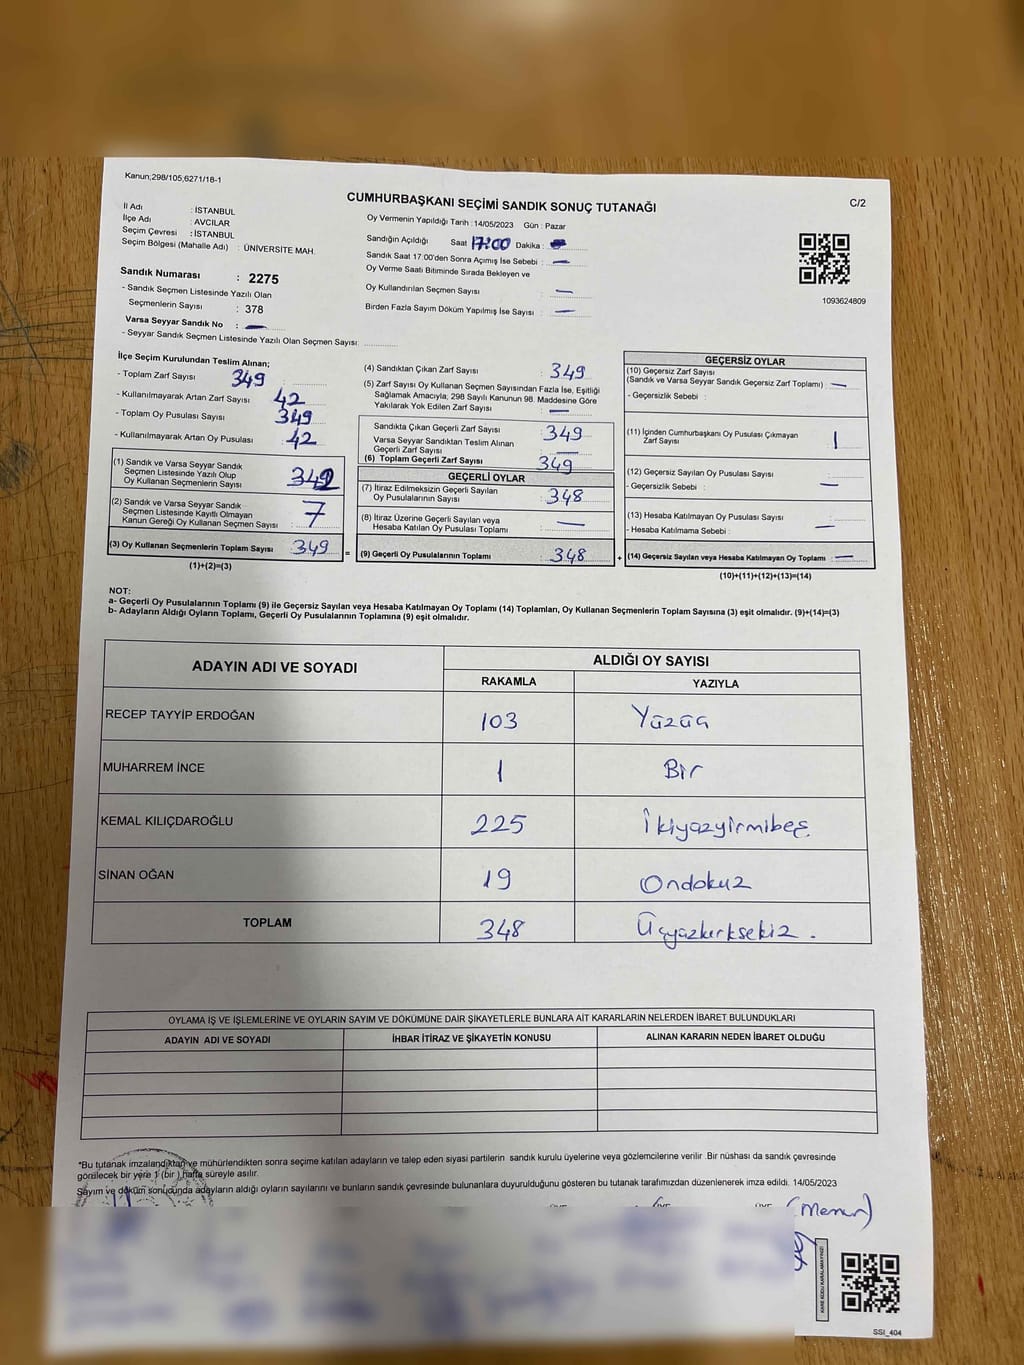 Kanun;298/105,6271/18-1
CUMHURBAŞKANI SEÇİMİ SANDIK SONUÇ TUTANAĞI
C/2
İl Adı : İSTANBUL
İlçe Adı : AVCILAR
Seçim Çevresi : İSTANBUL
Seçim Bölgesi (Mahalle Adı) : ÜNİVERSİTE MAH.
Sandık Numarası : 2275
- Sandık Seçmen Listesinde Yazılı Olan
Seçmenlerin Sayısı : 378
Varsa Seyyar Sandık No : —
- Seyyar Sandık Seçmen Listesinde Yazılı Olan Seçmen Sayısı:
Oy Vermenin Yapıldığı Tarih : 14/05/2023 Gün : Pazar
Sandığın Açıldığı Saat 17:00 Dakika :
Sandık Saat 17.00'den Sonra Açımış İse Sebebi : —
Oy Verme Saati Bitiminde Sırada Bekleyen ve
Oy Kullandırılan Seçmen Sayısı : —
Birden Fazla Sayım Döküm Yapılmış İse Sayısı : —
1093624809
İlçe Seçim Kurulundan Teslim Alınan;
- Toplam Zarf Sayısı 349
- Kullanılmayarak Artan Zarf Sayısı : 42
- Toplam Oy Pusulası Sayısı 349
- Kullanılmayarak Artan Oy Pusulası : 42
(1) Sandık ve Varsa Seyyar Sandık
Seçmen Listesinde Yazılı Olup
Oy Kullanan Seçmenlerin Sayısı : 342
(2) Sandık ve Varsa Seyyar Sandık
Seçmen Listesinde Kayıtlı Olmayan
Kanun Gereği Oy Kullanan Seçmen Sayısı : 7
(3) Oy Kullanan Seçmenlerin Toplam Sayısı : 349 =
(1)+(2)=(3)
(4) Sandıktan Çıkan Zarf Sayısı : 349
(5) Zarf Sayısı Oy Kullanan Seçmen Sayısından Fazla İse, Eşitliği
Sağlamak Amacıyla, 298 Sayılı Kanunun 98. Maddesine Göre
Yakılarak Yok Edilen Zarf Sayısı : —
Sandıkta Çıkan Geçerli Zarf Sayısı : 349
Varsa Seyyar Sandıktan Teslim Alınan
Geçerli Zarf Sayısı : —
(6) Toplam Geçerli Zarf Sayısı 349
GEÇERLİ OYLAR
(7) İtiraz Edilmeksizin Geçerli Sayılan
Oy Pusulalarının Sayısı : 348
(8) İtiraz Üzerine Geçerli Sayılan veya
Hesaba Katılan Oy Pusulası Toplamı : —
(9) Geçerli Oy Pusulalarının Toplamı : 348 +
GEÇERSİZ OYLAR
(10) Geçersiz Zarf Sayısı
(Sandık ve Varsa Seyyar Sandık Geçersiz Zarf Toplamı) : —
- Geçersizlik Sebebi :
(11) İçinden Cumhurbaşkanı Oy Pusulası Çıkmayan
Zarf Sayısı : 1
(12) Geçersiz Sayılan Oy Pusulası Sayısı
- Geçersizlik Sebebi : —
(13) Hesaba Katılmayan Oy Pusulası Sayısı
- Hesaba Katılmama Sebebi : —
(14) Geçersiz Sayılan veya Hesaba Katılmayan Oy Toplamı : —
(10)+(11)+(12)+(13)=(14)
NOT:
a- Geçerli Oy Pusulalarının Toplamı (9) ile Geçersiz Sayılan veya Hesaba Katılmayan Oy Toplamı (14) Toplamları, Oy Kullanan Seçmenlerin Toplam Sayısına (3) eşit olmalıdır. (9)+(14)=(3)
b- Adayların Aldığı Oyların Toplamı, Geçerli Oy Pusulalarının Toplamına (9) eşit olmalıdır.
ADAYIN ADI VE SOYADI ALDIĞI OY SAYISI
RAKAMLA YAZIYLA
RECEP TAYYİP ERDOĞAN 103
MUHARREM İNCE 1 Bir
KEMAL KILIÇDAROĞLU 225 İkiyüzyirmibeş
SİNAN OĞAN 19 Ondokuz
TOPLAM 348 Üçyüzkırksekiz.
OYLAMA İŞ VE İŞLEMLERİNE VE OYLARIN SAYIM VE DÖKÜMÜNE DAİR ŞİKAYETLERLE BUNLARA AİT KARARLARIN NELERDEN İBARET BULUNDUKLARI
ADAYIN ADI VE SOYADI İHBAR İTİRAZ VE ŞİKAYETİN KONUSU ALINAN KARARIN NEDEN İBARET OLDUĞU
*Bu tutanak imzalandıktan ve mühürlendikten sonra seçime katılan adayların ve talep eden siyasi partilerin sandık kurulu üyelerine veya gözlemcilerine verilir .Bir nüshası da sandık çevresinde
görülecek bir yere 1 (bir) hafta süreyle asılır.
Sayım ve döküm sonucunda adayların aldığı oyların sayılarını ve bunların sandık çevresinde bulunanlara duyurulduğunu gösteren bu tutanak tarafımızdan düzenlenerek imza edildi. 14/05/2023
(Memur)
KARE KODU KARALAMAYINIZ!
SSI_404